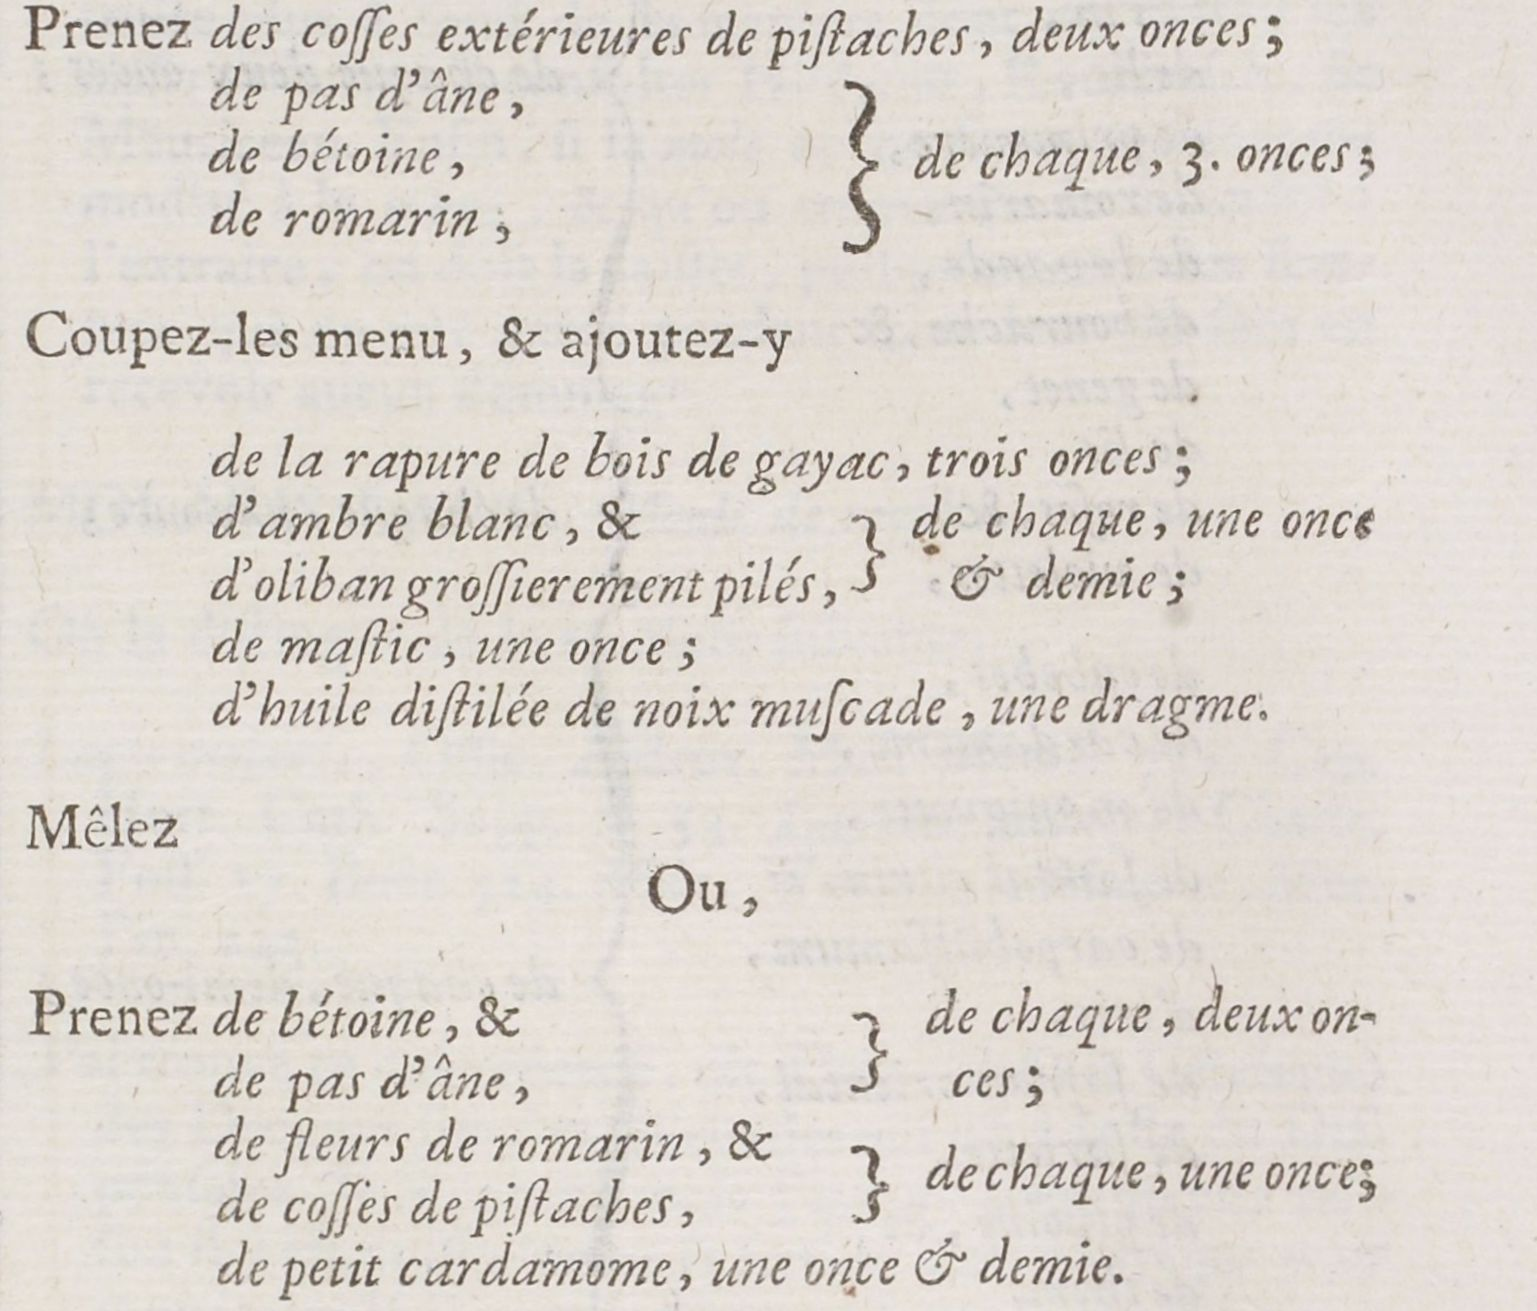 Prenez des coſſes extérieures de piſtaches, deux onces;
de pas d'âne,
de bétoine,
de romarin,
} de chaque, 3. onces;
Coupez-les menu, & ajoutez-y
de la rapure de bois de gayac, trois onces;
d'ambre blanc, & } de chaque, une once
d'oliban groſſierement pilés, & demie;
de maſtic, une once;
d'huile diſtilée de noix muſcade, une dragme.
Mêlez
Ou,
Prenez de bétoine, & } de chaque, deux on-
de pas d'âne, ces;
de fleurs de romarin, &
de coſſes de piſtaches,
} de chaque, une once;
de petit cardamome, une once & demie.